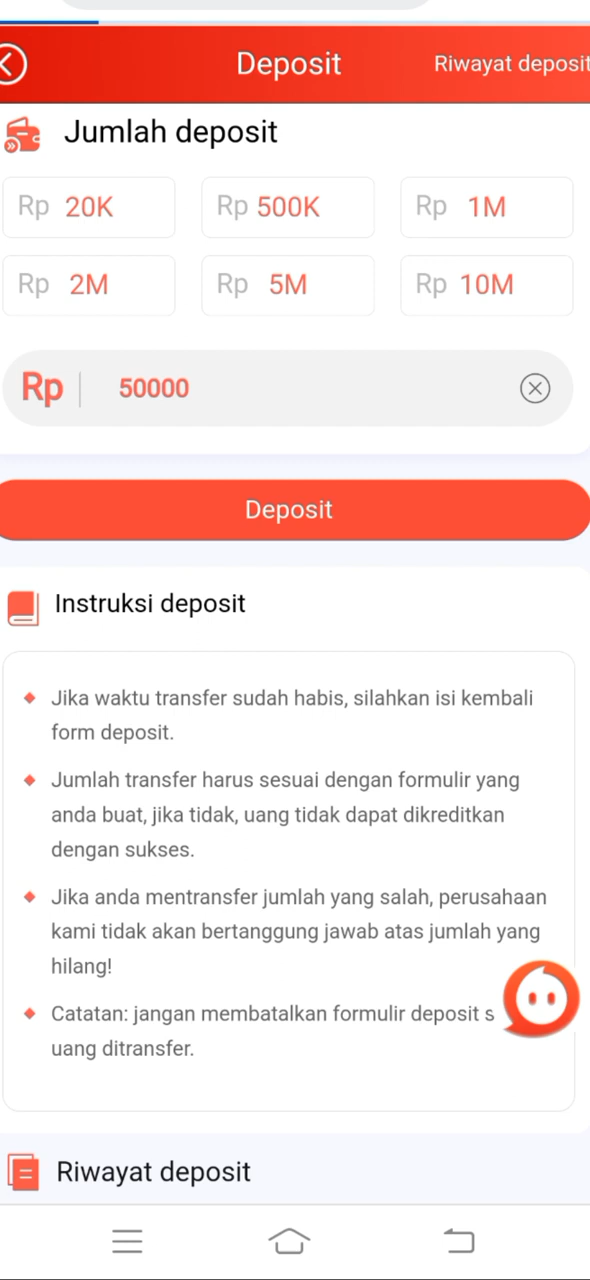 Deposit
Riwayat deposit
Jumlah deposit
Rp 20K
Rp 500K
Rp 1M
Rp 2M
Rp 5M
Rp 10M
Rp 50000
Deposit
Instruksi deposit
Jika waktu transfer sudah habis, silahkan isi kembali
form deposit.
Jumlah transfer harus sesuai dengan formulir yang
anda buat, jika tidak, uang tidak dapat dikreditkan
dengan sukses.
Jika anda mentransfer jumlah yang salah, perusahaan
kami tidak akan bertanggung jawab atas jumlah yang
hilang!
Catatan: jangan membatalkan formulir deposit s
uang ditransfer.
Riwayat deposit